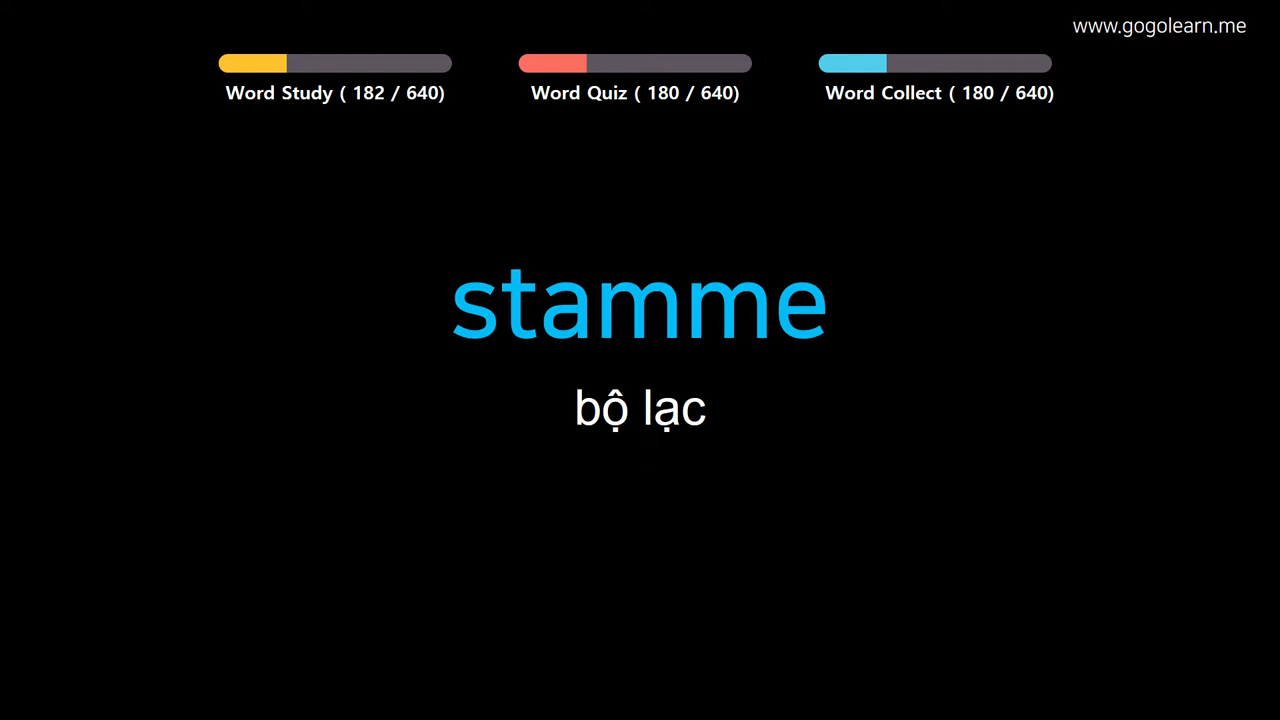 www.gogolearn.me
Word Study ( 182 / 640)
Word Quiz ( 180 / 640)
Word Collect ( 180 / 640)
stamme
bộ lạc